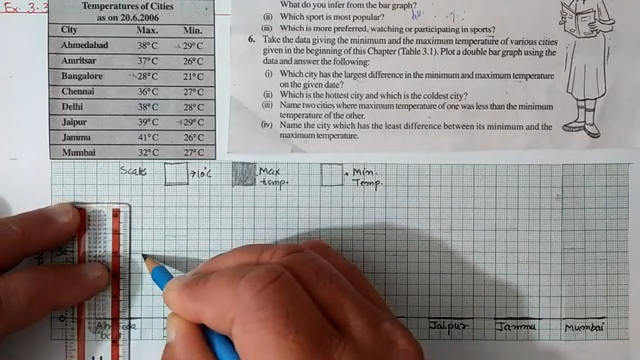 Ex. 3.3
Temperatures of Cities
as on 20.6.2006
City Max. Min.
Ahmedabad 38°C 29°C
Amritsar 37°C 26°C
Bangalore 28°C 21°C
Chennai 36°C 27°C
Delhi 38°C 28°C
Jaipur 39°C 29°C
Jammu 41°C 26°C
Mumbai 32°C 27°C
What do you infer from the bar graph?
(ii) Which sport is most popular?
(iii) Which is more preferred, watching or participating in sports?
6. Take the data giving the minimum and the maximum temperature of various cities
given in the beginning of this Chapter (Table 3.1). Plot a double bar graph using the
data and answer the following:
(i) Which city has the largest difference in the minimum and maximum temperature
on the given date?
(ii) Which is the hottest city and which is the coldest city?
(iii) Name two cities where maximum temperature of one was less than the minimum
temperature of the other.
(iv) Name the city which has the least difference between its minimum and the
maximum temperature.
Scale → 10°C Max temp. Min. Temp.
Jaipur Jammu Mumbai